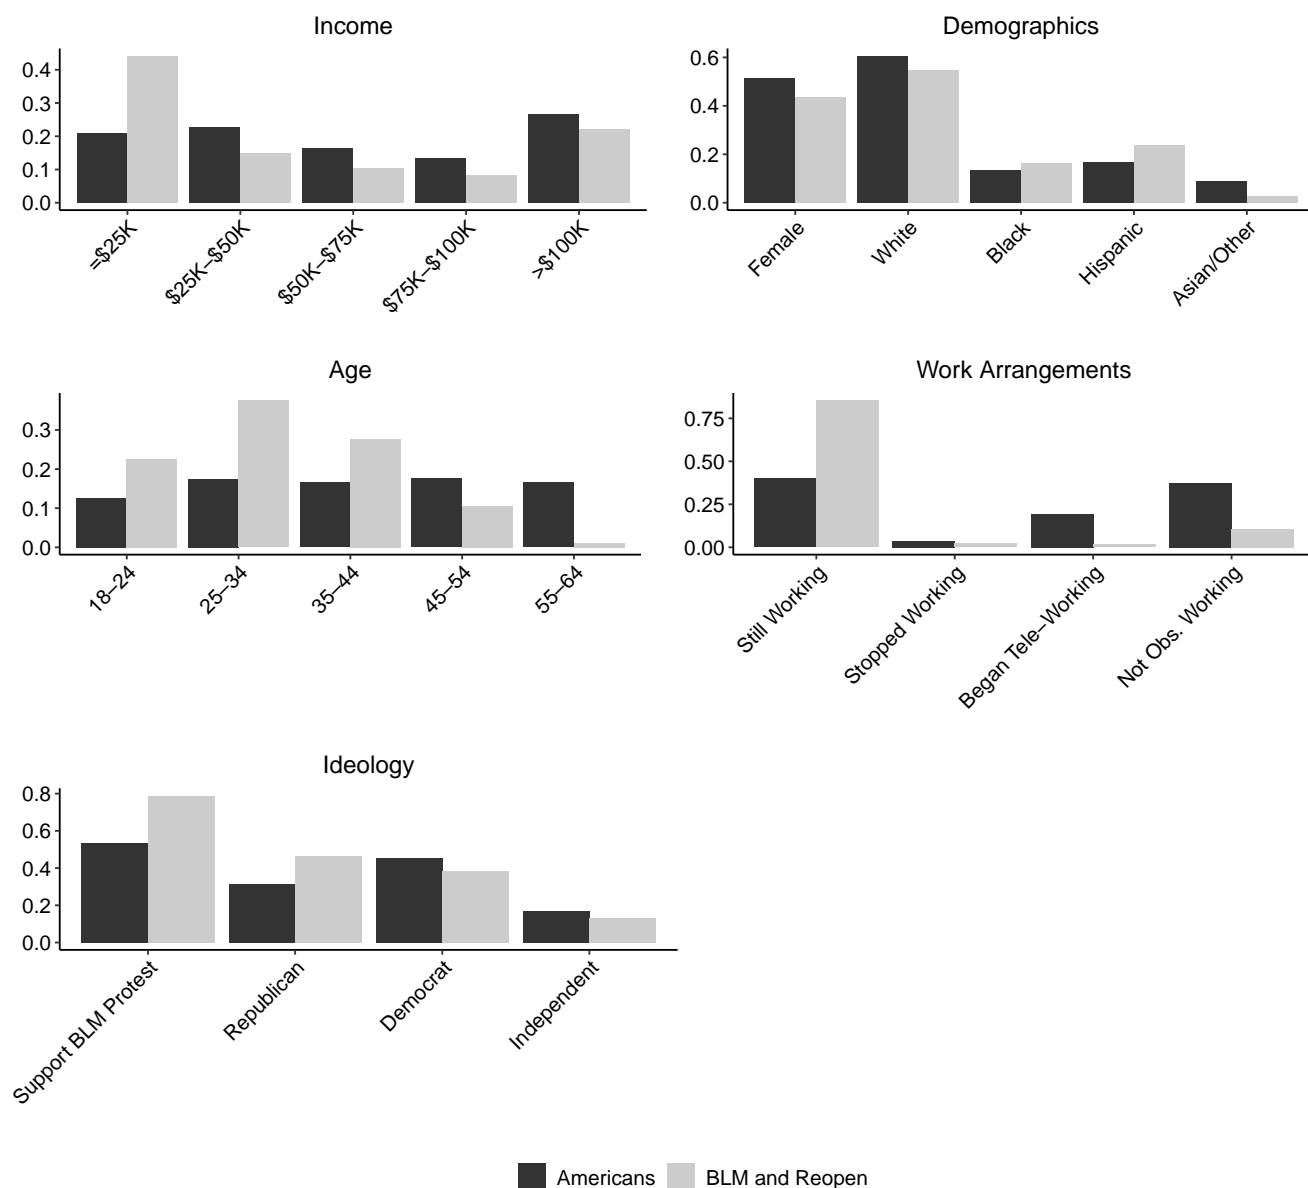 Income
0.4
0.3
0.2
0.1
0.0
=$25K
$25K–$50K
$50K–$75K
$75K–$100K
>$100K
Demographics
0.6
0.4
0.2
0.0
Female
White
Black
Hispanic
Asian/Other
Age
0.3
0.2
0.1
0.0
18–24
25–34
35–44
45–54
55–64
Work Arrangements
0.75
0.50
0.25
0.00
Still Working
Stopped Working
Began Tele–Working
Not Obs. Working
Ideology
0.8
0.6
0.4
0.2
0.0
Support BLM Protest
Republican
Democrat
Independent
Americans BLM and Reopen